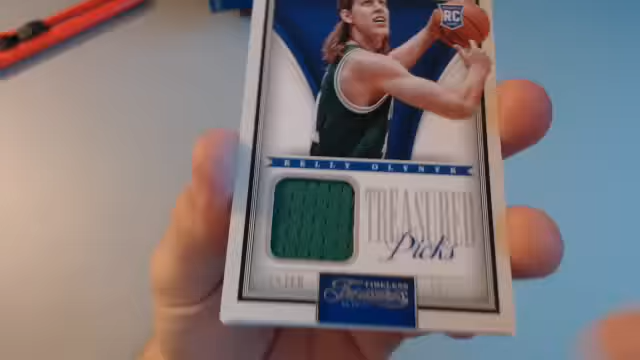 RC
KELLY OLYNYK
TREASURED
Picks
TIMELESS
Treasures